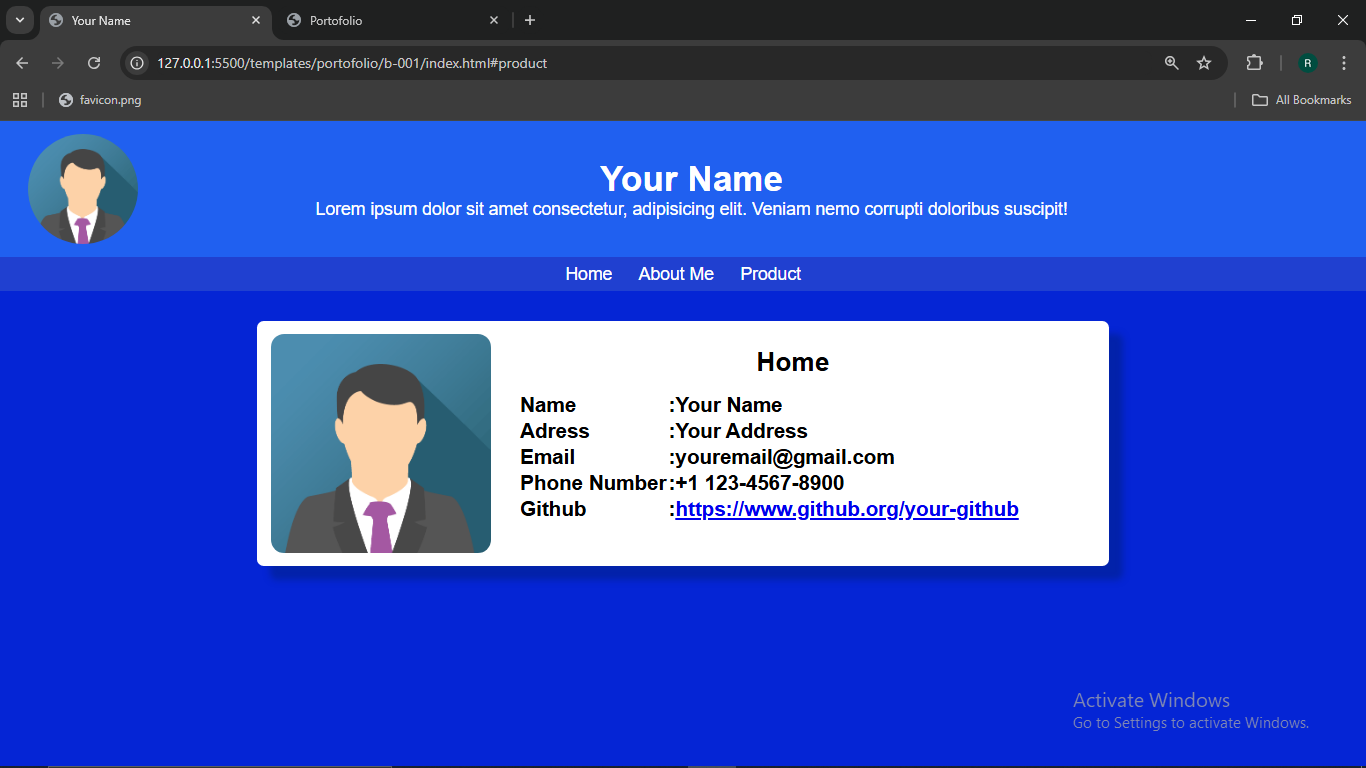 Your Name
Portofolio
127.0.0.1:5500/templates/portofolio/b-001/index.html#product
R
favicon.png
All Bookmarks
Your Name
Lorem ipsum dolor sit amet consectetur, adipisicing elit. Veniam nemo corrupti doloribus suscipit!
Home About Me Product
Home
Name :Your Name
Adress :Your Address
Email :youremail@gmail.com
Phone Number :+1 123-4567-8900
Github :https://www.github.org/your-github
Activate Windows
Go to Settings to activate Windows.